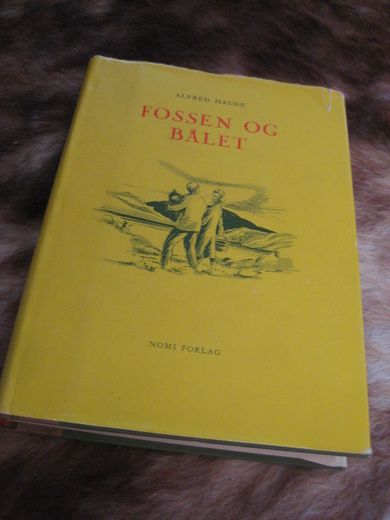 ALFRED HAUGE
FOSSEN OG
BÅLET
NOMI FORLAG